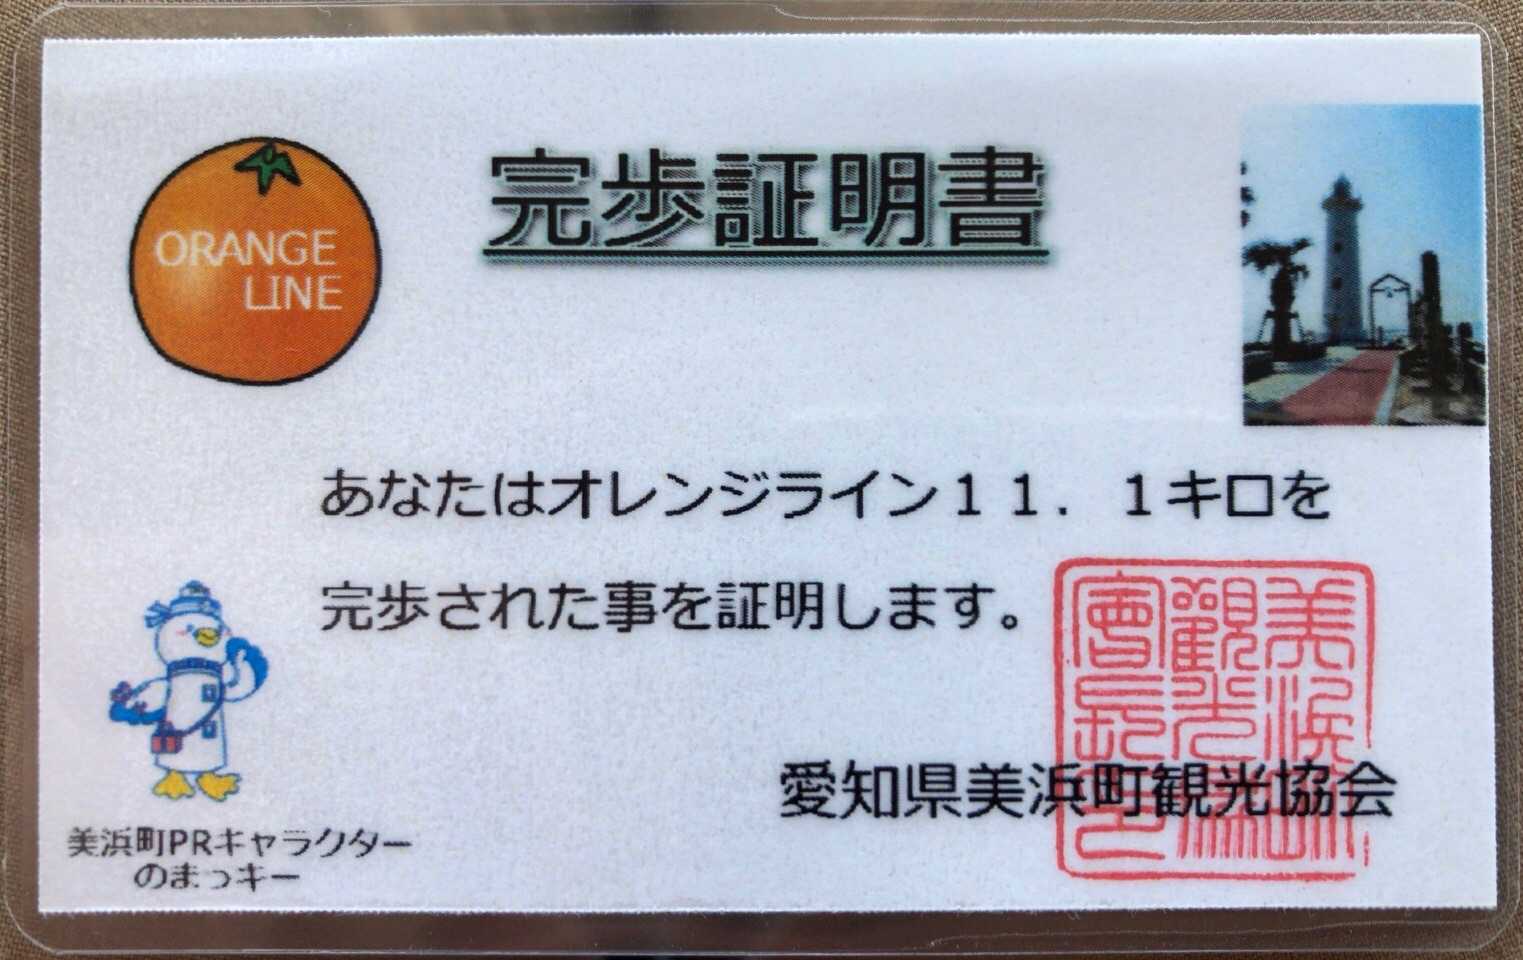 完歩証明書
ORANGE
LINE
あなたはオレンジライン１１．１キロを
完歩された事を証明します。
愛知県美浜町観光協会
美浜町PRキャラクター
のまっキー